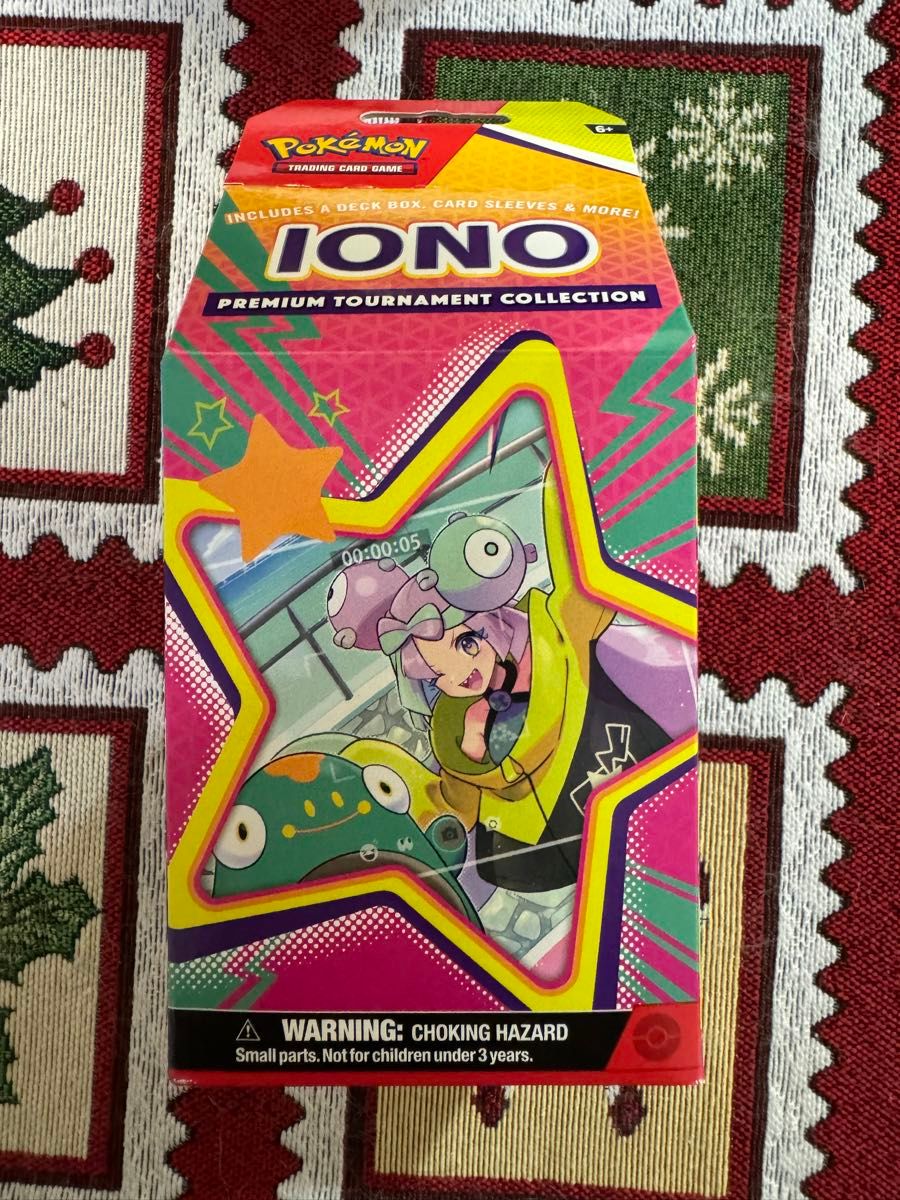 6+
POKéMON
TRADING CARD GAME
INCLUDES A DECK BOX, CARD SLEEVES & MORE!
IONO
PREMIUM TOURNAMENT COLLECTION
00:00:05
WARNING: CHOKING HAZARD
Small parts. Not for children under 3 years.